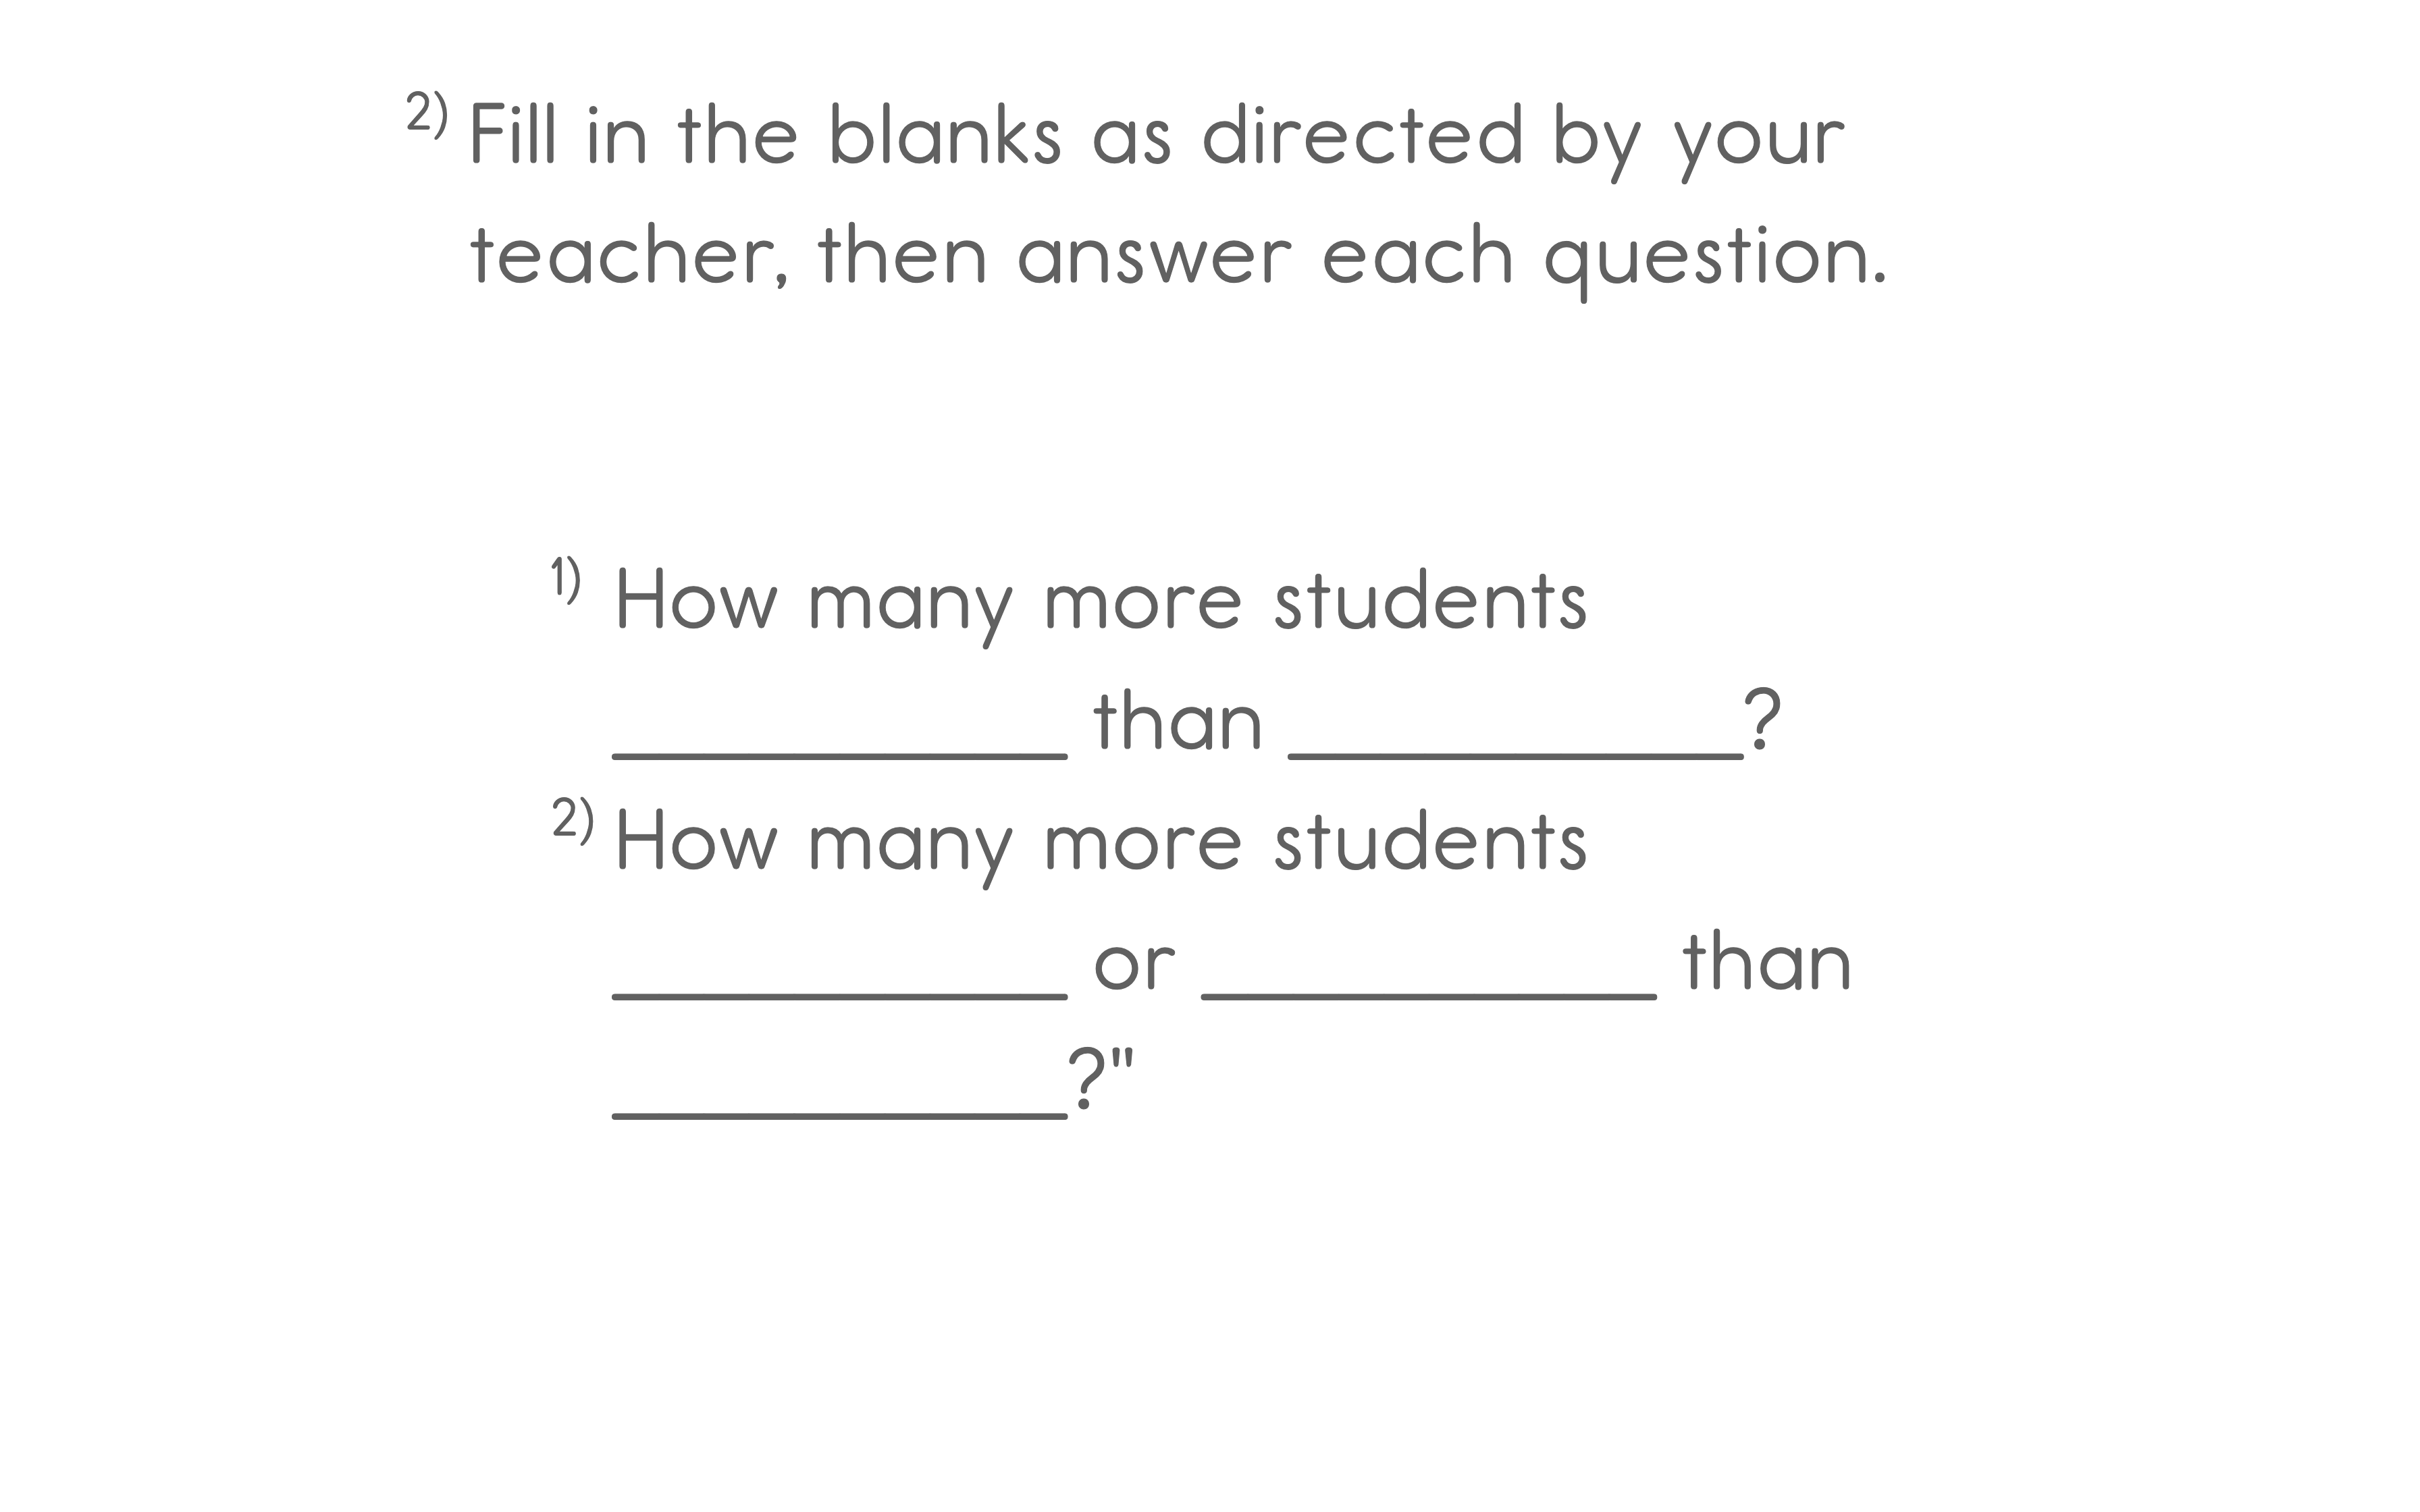 2) Fill in the blanks as directed by your
teacher, then answer each question.
1) How many more students
____________ than ____________?
2) How many more students
____________ or ____________ than
____________?"